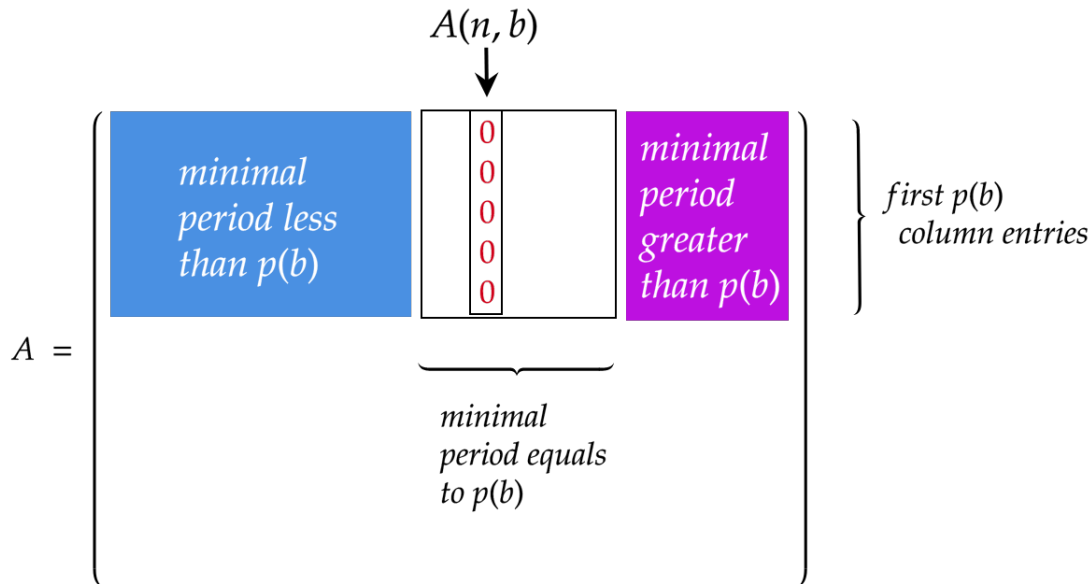 A(n, b)
minimal
period less
than p(b)
0
0
0
0
0
minimal
period
greater
than p(b)
first p(b)
column entries
A =
minimal
period equals
to p(b)